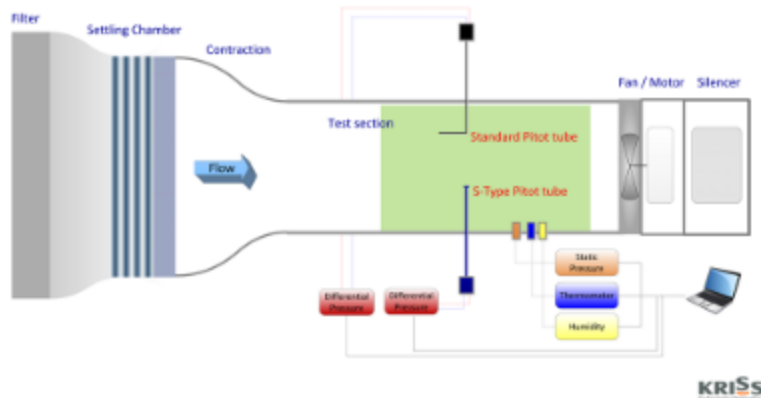 Filter
Settling Chamber
Contraction
Fan / Motor
Silencer
Test section
Standard Pitot tube
Flow
S-Type Pitot tube
Static
Pressure
Differential
Pressure
Differential
Pressure
Thermometer
Humidity
KRISS